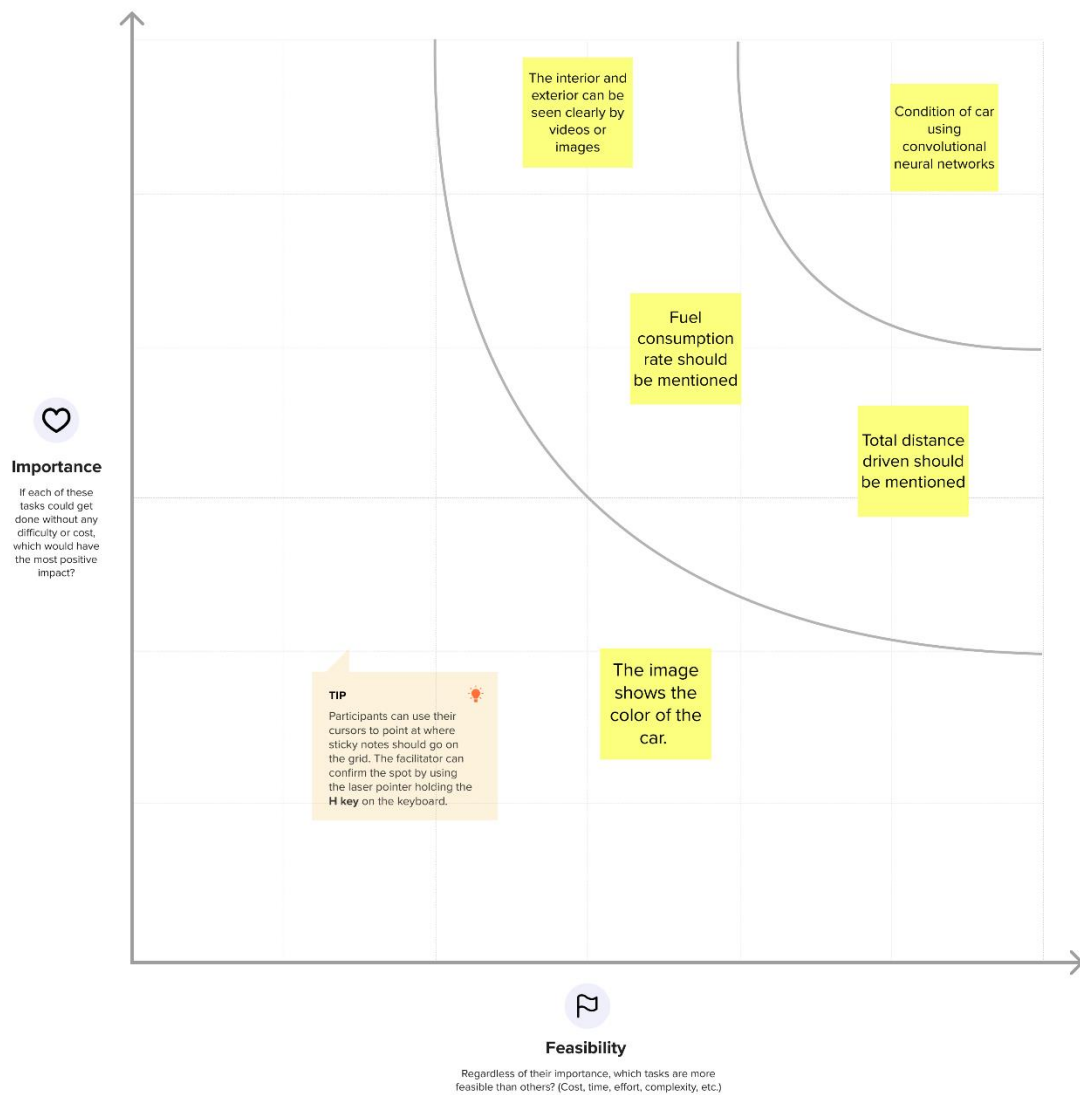 The interior and
exterior can be
seen clearly by
videos or
images
Condition of car
using
convolutional
neural networks
Fuel
consumption
rate should
be mentioned
Total distance
driven should
be mentioned
Importance
If each of these
tasks could get
done without any
difficulty or cost,
which would have
the most positive
impact?
The image
shows the
color of the
car.
TIP
Participants can use their
cursors to point at where
sticky notes should go on
the grid. The facilitator can
confirm the spot by using
the laser pointer holding the
H key on the keyboard.
Feasibility
Regardless of their importance, which tasks are more
feasible than others? (Cost, time, effort, complexity, etc.)